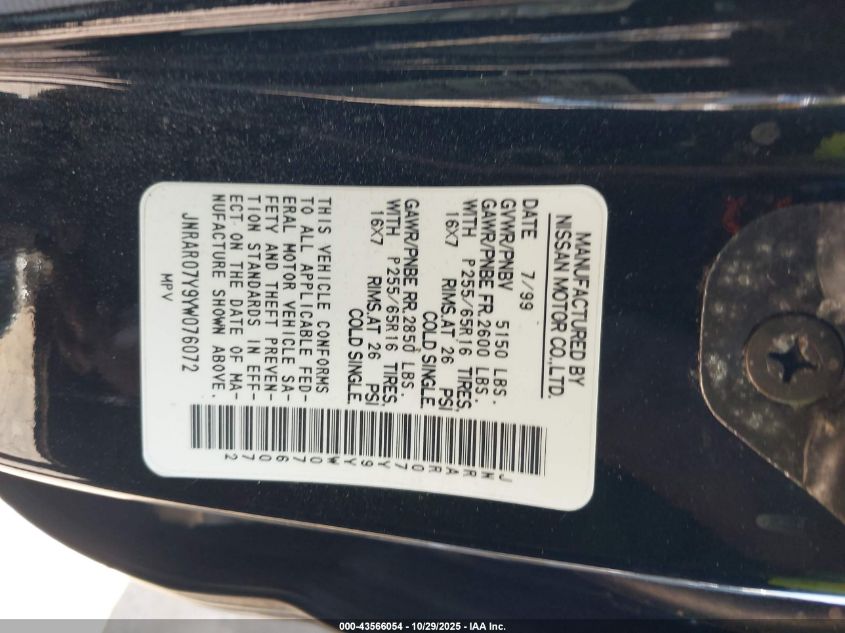 MANUFACTURED BY
NISSAN MOTOR CO.,LTD.
DATE 7/99
GVWR/PNBV 5150 LBS.
GAWR/PNBE FR 2600 LBS.
WITH P255/65R16 TIRES,
16X7 RIMS,AT 26 PSI
COLD SINGLE.
GAWR/PNBE RR 2850 LBS.
WITH P255/65R16 TIRES,
16X7 RIMS,AT 26 PSI
COLD SINGLE.
THIS VEHICLE CONFORMS
TO ALL APPLICABLE FED-
ERAL MOTOR VEHICLE SA-
FETY AND THEFT PREVEN-
TION STANDARDS IN EFF-
ECT ON THE DATE OF MA-
NUFACTURE SHOWN ABOVE.
JNRAR07Y9YW076072
MPV
JNRAR07Y9YW076072
000-43566054 - 10/29/2025 - IAA Inc.